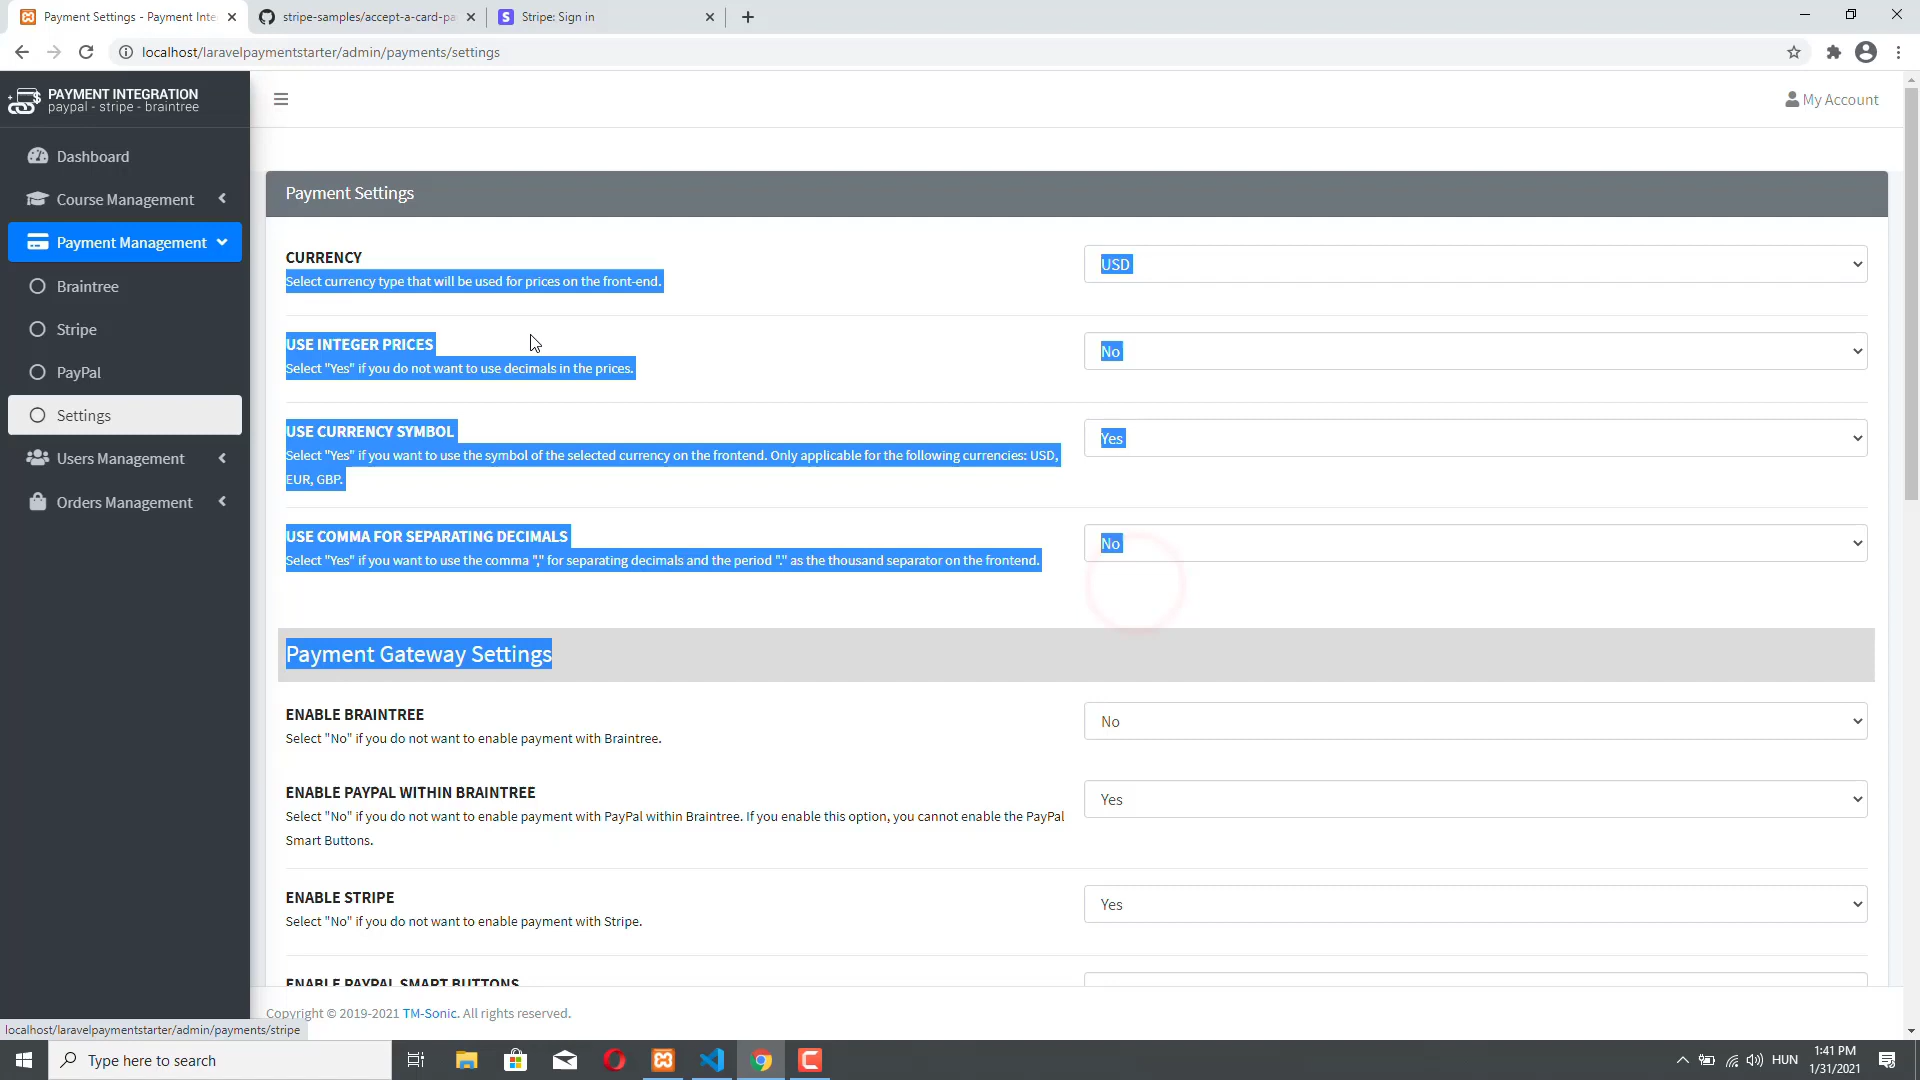 Payment Settings - Payment Inte
stripe-samples/accept-a-card-pa
Stripe: Sign in
localhost/laravelpaymentstarter/admin/payments/settings
PAYMENT INTEGRATION
paypal - stripe - braintree
My Account
Dashboard
Course Management
Payment Management
Braintree
Stripe
PayPal
Settings
Users Management
Orders Management
Payment Settings
CURRENCY
Select currency type that will be used for prices on the front-end.
USD
USE INTEGER PRICES
Select "Yes" if you do not want to use decimals in the prices.
No
USE CURRENCY SYMBOL
Select "Yes" if you want to use the symbol of the selected currency on the frontend. Only applicable for the following currencies: USD,
EUR, GBP.
Yes
USE COMMA FOR SEPARATING DECIMALS
Select "Yes" if you want to use the comma "," for separating decimals and the period "." as the thousand separator on the frontend.
No
Payment Gateway Settings
ENABLE BRAINTREE
Select "No" if you do not want to enable payment with Braintree.
No
ENABLE PAYPAL WITHIN BRAINTREE
Select "No" if you do not want to enable payment with PayPal within Braintree. If you enable this option, you cannot enable the PayPal
Smart Buttons.
Yes
ENABLE STRIPE
Select "No" if you do not want to enable payment with Stripe.
Yes
ENABLE PAYPAL SMART BUTTONS
Copyright © 2019-2021 TM-Sonic. All rights reserved.
localhost/laravelpaymentstarter/admin/payments/stripe
Type here to search
HUN
1:41 PM
1/31/2021